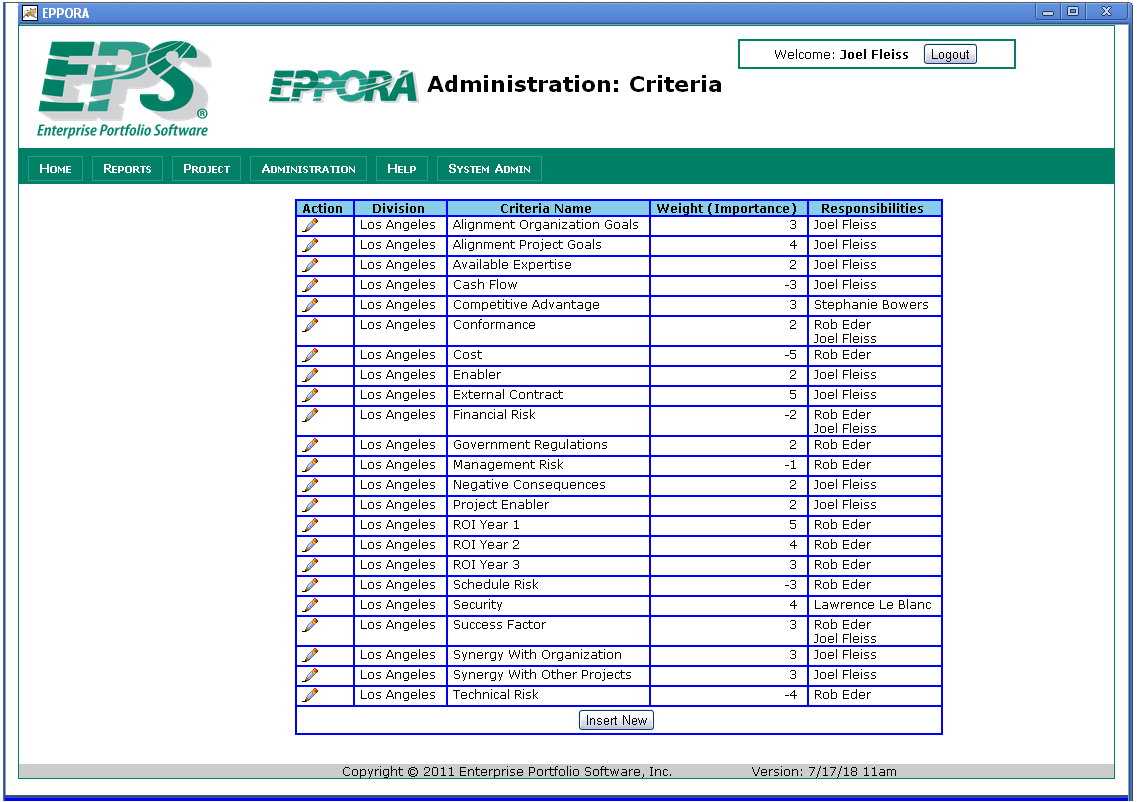 EPPORA
EPS®
Enterprise Portfolio Software
EPPORA Administration: Criteria
Welcome: Joel Fleiss Logout
Home Reports Project Administration Help System Admin
Action Division Criteria Name Weight (Importance) Responsibilities
Los Angeles Alignment Organization Goals 3 Joel Fleiss
Los Angeles Alignment Project Goals 4 Joel Fleiss
Los Angeles Available Expertise 2 Joel Fleiss
Los Angeles Cash Flow -3 Joel Fleiss
Los Angeles Competitive Advantage 3 Stephanie Bowers
Los Angeles Conformance 2 Rob Eder
Joel Fleiss
Los Angeles Cost -5 Rob Eder
Los Angeles Enabler 2 Joel Fleiss
Los Angeles External Contract 5 Joel Fleiss
Los Angeles Financial Risk -2 Rob Eder
Joel Fleiss
Los Angeles Government Regulations 2 Rob Eder
Los Angeles Management Risk -1 Rob Eder
Los Angeles Negative Consequences 2 Joel Fleiss
Los Angeles Project Enabler 2 Joel Fleiss
Los Angeles ROI Year 1 5 Rob Eder
Los Angeles ROI Year 2 4 Rob Eder
Los Angeles ROI Year 3 3 Rob Eder
Los Angeles Schedule Risk -3 Rob Eder
Los Angeles Security 4 Lawrence Le Blanc
Los Angeles Success Factor 3 Rob Eder
Joel Fleiss
Los Angeles Synergy With Organization 3 Joel Fleiss
Los Angeles Synergy With Other Projects 3 Joel Fleiss
Los Angeles Technical Risk -4 Rob Eder
Insert New
Copyright © 2011 Enterprise Portfolio Software, Inc. Version: 7/17/18 11am